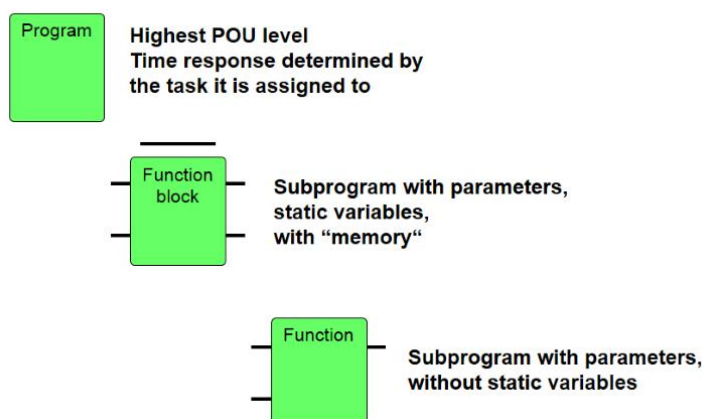 Program
Highest POU level
Time response determined by
the task it is assigned to
Function
block
Subprogram with parameters,
static variables,
with “memory“
Function
Subprogram with parameters,
without static variables